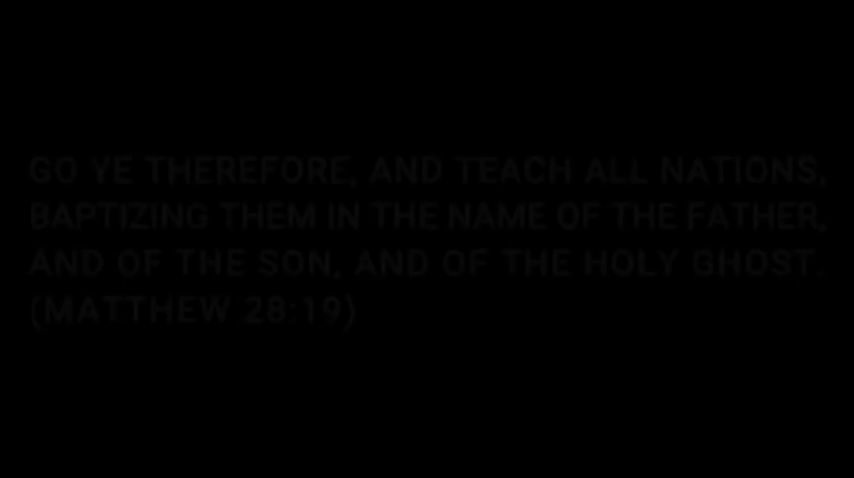 GO YE THEREFORE, AND TEACH ALL NATIONS,
BAPTIZING THEM IN THE NAME OF THE FATHER,
AND OF THE SON, AND OF THE HOLY GHOST.
(MATTHEW 28:19)